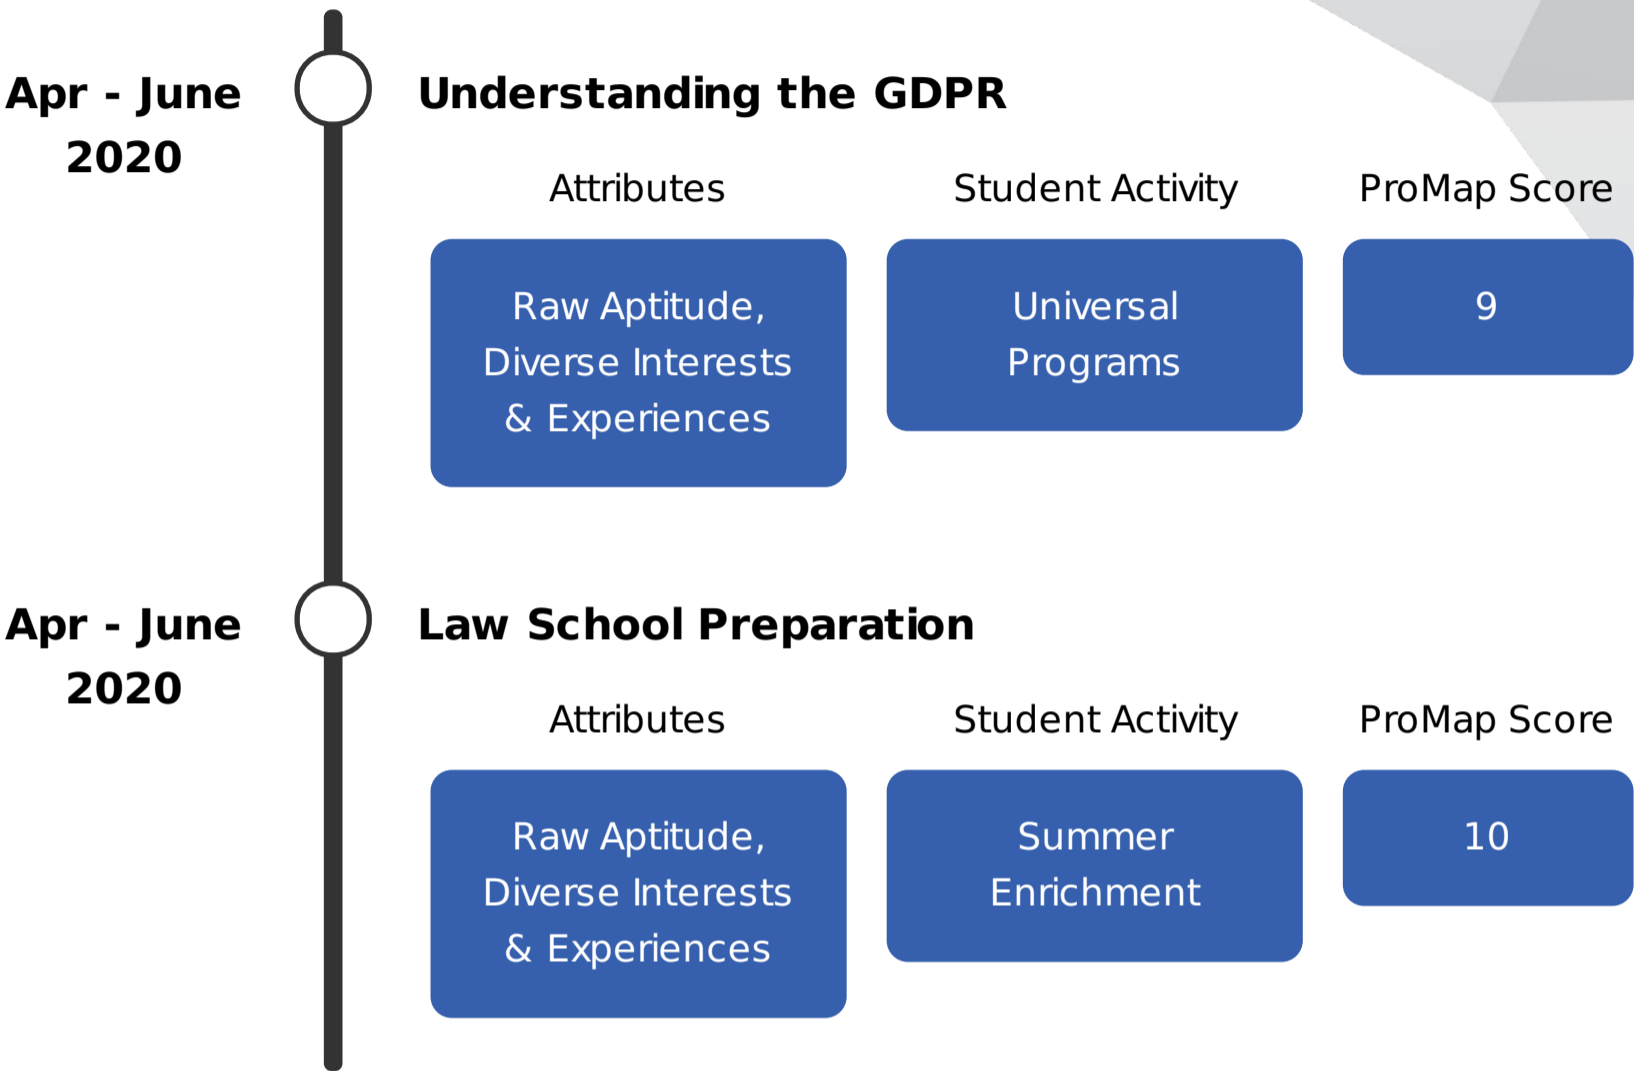 Apr - June
2020
Understanding the GDPR
Attributes
Student Activity
ProMap Score
Raw Aptitude,
Diverse Interests
& Experiences
Universal
Programs
9
Apr - June
2020
Law School Preparation
Attributes
Student Activity
ProMap Score
Raw Aptitude,
Diverse Interests
& Experiences
Summer
Enrichment
10